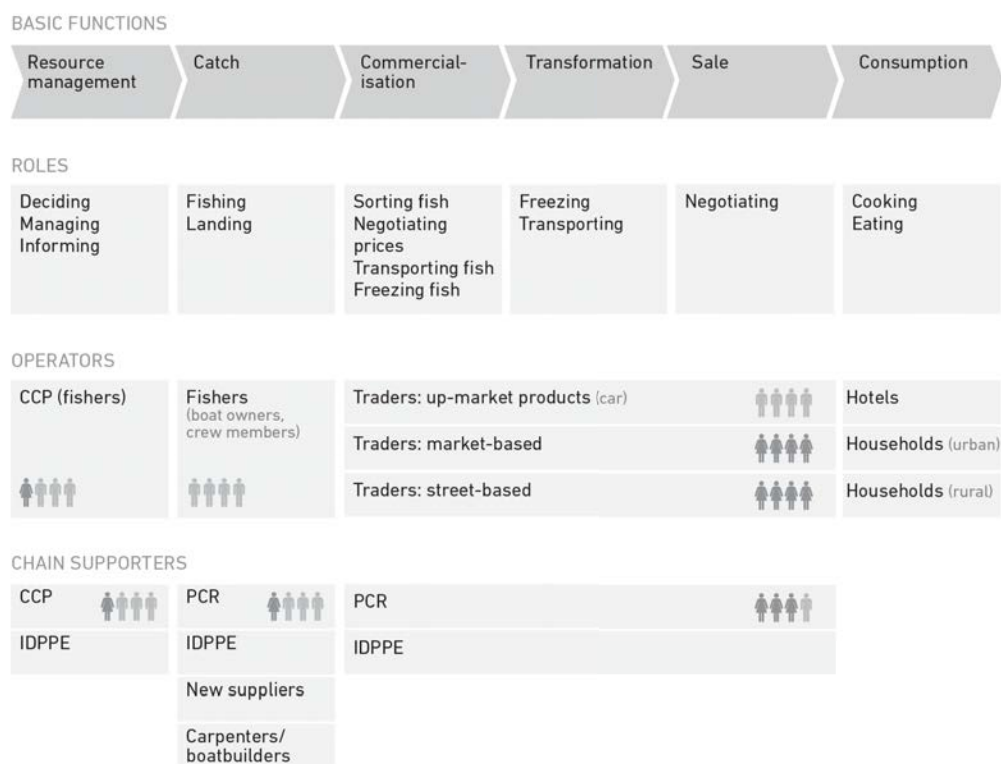 BASIC FUNCTIONS
Resource
management
Catch
Commercial-
isation
Transformation
Sale
Consumption
ROLES
Deciding
Managing
Informing
Fishing
Landing
Sorting fish
Negotiating
prices
Transporting fish
Freezing fish
Freezing
Transporting
Negotiating
Cooking
Eating
OPERATORS
CCP (fishers)
Fishers
(boat owners,
crew members)
Traders: up-market products (car)
Hotels
Traders: market-based
Households (urban)
Traders: street-based
Households (rural)
CHAIN SUPPORTERS
CCP
PCR
PCR
IDPPE
IDPPE
IDPPE
New suppliers
Carpenters/
boatbuilders